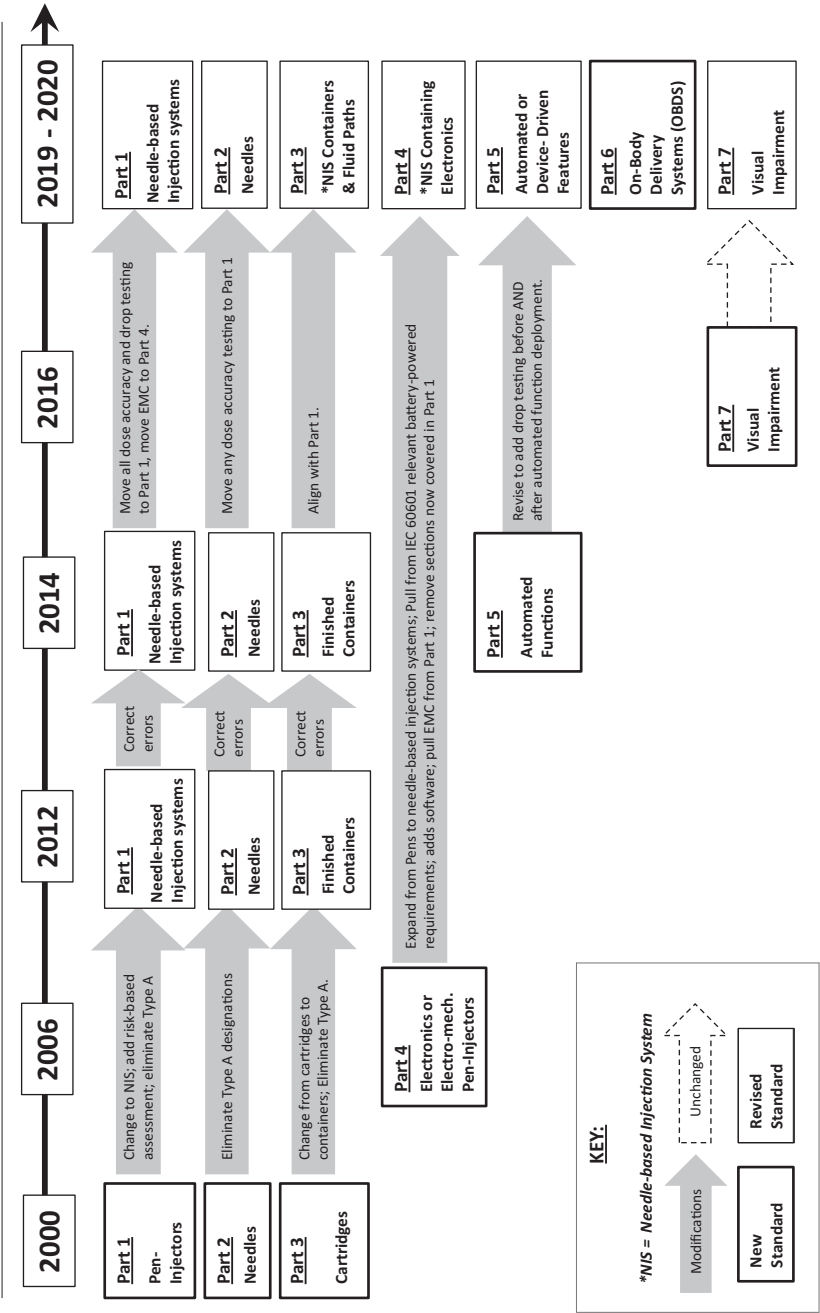 2000
2006
2012
2014
2016
2019 - 2020
Part 1
Pen-
Injectors
Change to NIS; add risk-based
assessment; eliminate Type A
Part 1
Needle-based
Injection systems
Correct
errors
Part 1
Needle-based
Injection systems
Move all dose accuracy and drop testing
to Part 1, move EMC to Part 4.
Part 1
Needle-based
Injection systems
Part 2
Needles
Eliminate Type A designations
Part 2
Needles
Correct
errors
Part 2
Needles
Move any dose accuracy testing to Part 1
Part 2
Needles
Part 3
Cartridges
Change from cartridges to
containers; Eliminate Type A.
Part 3
Finished
Containers
Correct
errors
Part 3
Finished
Containers
Align with Part 1.
Part 3
*NIS Containers
& Fluid Paths
Part 4
Electronics or
Electro-mech.
Pen-Injectors
Expand from Pens to needle-based injection systems; Pull from IEC 60601 relevant battery-powered
requirements; adds software; pull EMC from Part 1; remove sections now covered in Part 1
Part 4
*NIS Containing
Electronics
Part 5
Automated
Functions
Revise to add drop testing before AND
after automated function deployment.
Part 5
Automated or
Device- Driven
Features
Part 6
On-Body
Delivery
Systems (OBDS)
Part 7
Visual
Impairment
Part 7
Visual
Impairment
KEY:
*NIS = Needle-based Injection System
Modifications
Unchanged
New
Standard
Revised
Standard